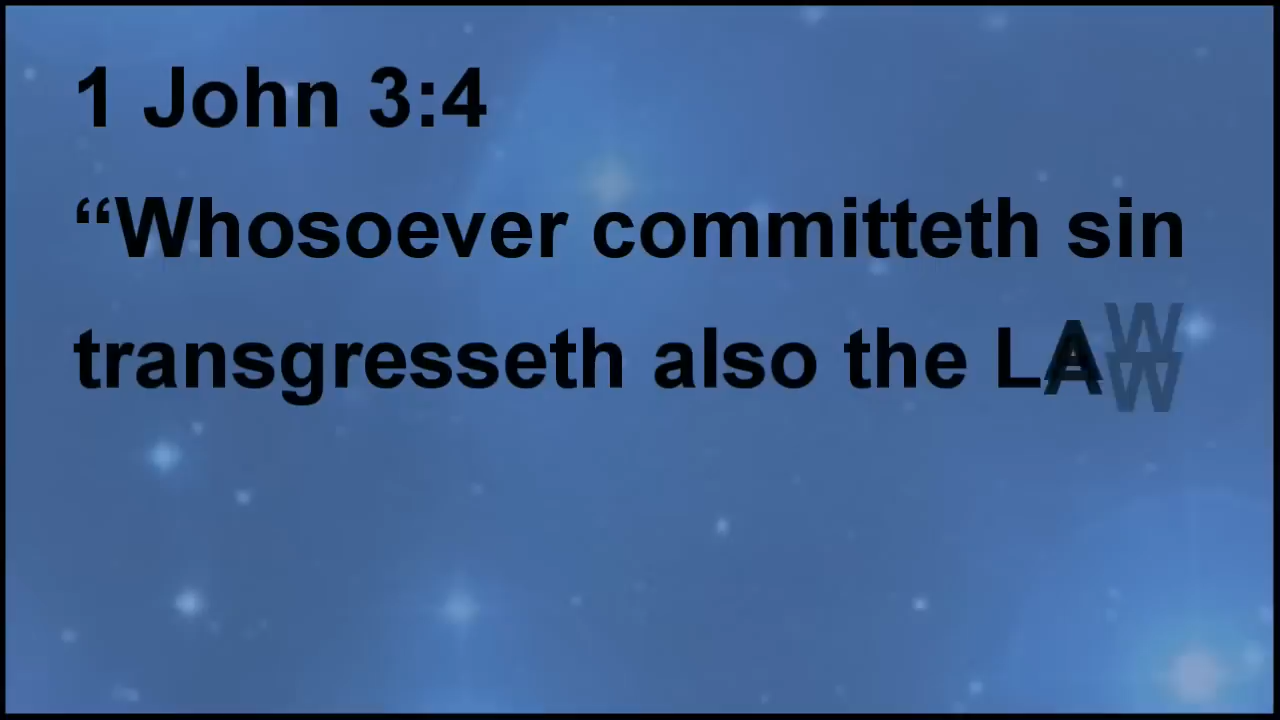 1 John 3:4
“Whosoever committeth sin
transgresseth also the LAW